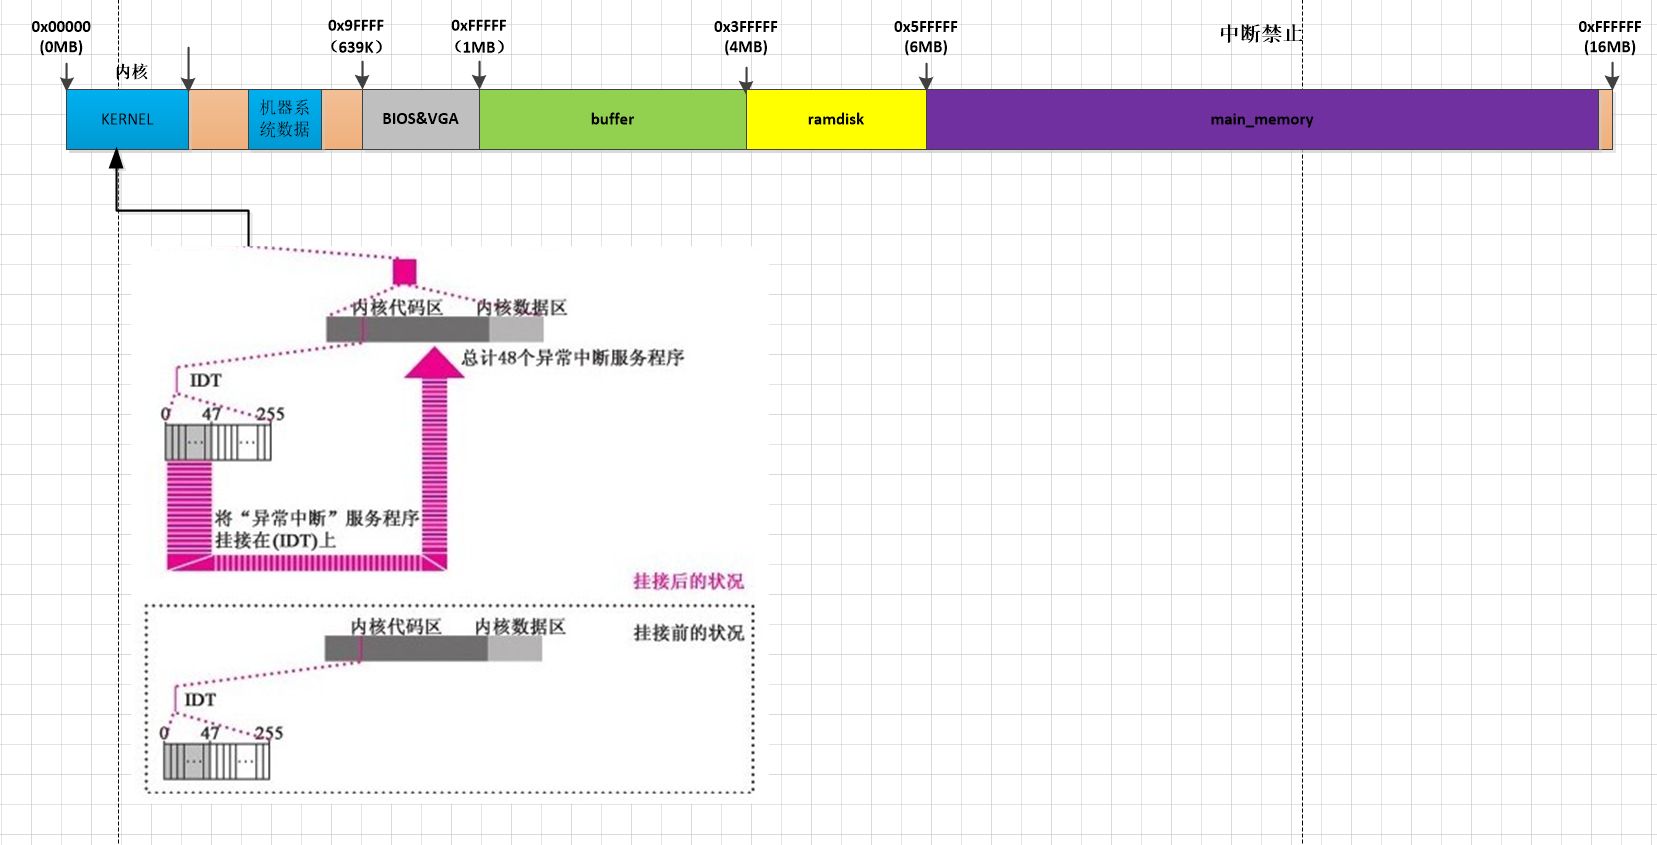 0x00000
(0MB)
0x9FFFF
（639K）
0xFFFFF
（1MB）
0x3FFFFF
(4MB)
0x5FFFFF
(6MB)
中断禁止
0xFFFFFF
(16MB)
内核
KERNEL
机器系
统数据
BIOS&VGA
buffer
ramdisk
main_memory
内核代码区
内核数据区
总计48个异常中断服务程序
IDT
0
47
255
...
...
将“异常中断”服务程序
挂接在(IDT)上
挂接后的状况
内核代码区
内核数据区
挂接前的状况
IDT
0
47
255
...
...